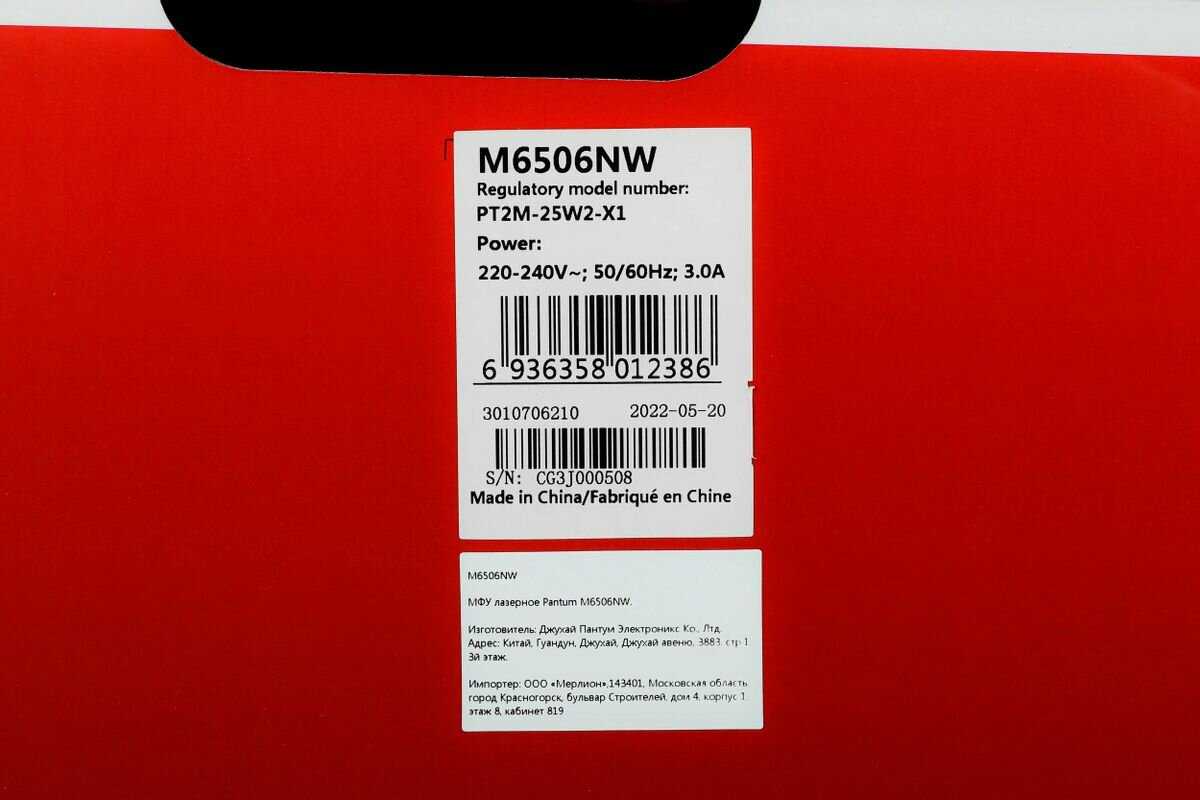 M6506NW
Regulatory model number:
PT2M-25W2-X1
Power:
220-240V~; 50/60Hz; 3.0A
6 936358 012386
3010706210 2022-05-20
S/N: CG3J000508
Made in China/Fabriqué en Chine
M6506NW
МФУ лазерное Pantum M6506NW.
Изготовитель: Джухай Пантум Электроникс Ко., Лтд.
Адрес: Китай, Гуандун, Джухай, Джухай авеню, 3883, стр 1
3й этаж.
Импортер: ООО «Мерлион»,143401, Московская область
город Красногорск, бульвар Строителей, дом 4, корпус 1
этаж 8, кабинет 819